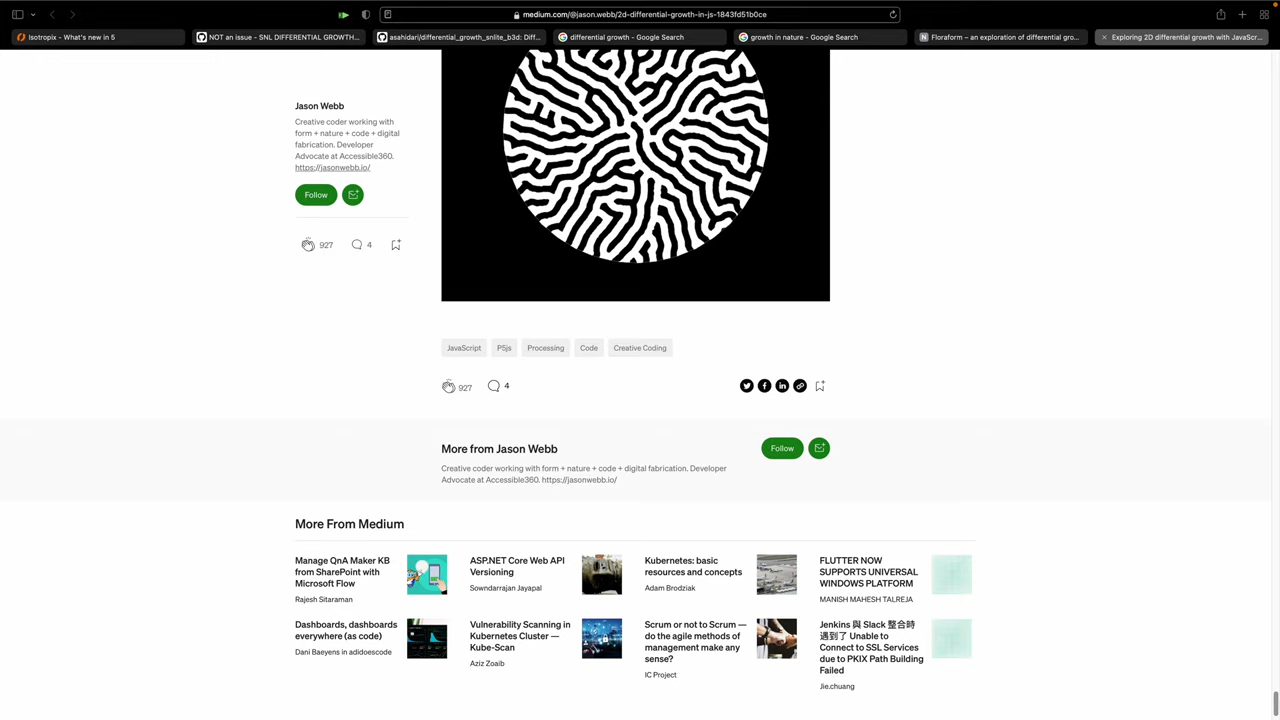 medium.com/@jason.webb/2d-differential-growth-in-js-1843fd51b0ce
Isotropix - What's new in 5
NOT an issue - SNL DIFFERENTIAL GROWTH...
asahidari/differential_growth_snlite_b3d: Diff...
differential growth - Google Search
growth in nature - Google Search
Floraform – an exploration of differential gro...
Exploring 2D differential growth with JavaScr...
Jason Webb
Creative coder working with
form + nature + code + digital
fabrication. Developer
Advocate at Accessible360.
https://jasonwebb.io/
Follow
927
4
JavaScript
P5js
Processing
Code
Creative Coding
927
4
More from Jason Webb
Follow
Creative coder working with form + nature + code + digital fabrication. Developer
Advocate at Accessible360. https://jasonwebb.io/
More From Medium
Manage QnA Maker KB
from SharePoint with
Microsoft Flow
Rajesh Sitaraman
ASP.NET Core Web API
Versioning
Sowndarrajan Jayapal
Kubernetes: basic
resources and concepts
Adam Brodziak
FLUTTER NOW
SUPPORTS UNIVERSAL
WINDOWS PLATFORM
MANISH MAHESH TALREJA
Dashboards, dashboards
everywhere (as code)
Dani Baeyens in adidoescode
Vulnerability Scanning in
Kubernetes Cluster —
Kube-Scan
Aziz Zoaib
Scrum or not to Scrum —
do the agile methods of
management make any
sense?
IC Project
Jenkins 與 Slack 整合時
遇到了 Unable to
Connect to SSL Services
due to PKIX Path Building
Failed
Jie.chuang